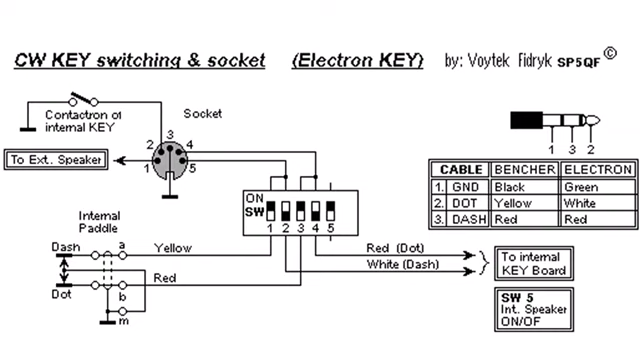 CW KEY switching & socket (Electron KEY) by: Voytek Fidryk SP5QF ©
Contactron of
internal KEY
Socket
2 3 4
1 5
To Ext. Speaker
1 3 2
CABLE BENCHER ELECTRON
1. GND Black Green
2. DOT Yellow White
3. DASH Red Red
ON
SW
1 2 3 4 5
Internal
Paddle
Dash a Yellow
Red (Dot)
White (Dash)
To internal
KEY Board
Red
Dot b
m
SW 5
Int. Speaker
ON/OF